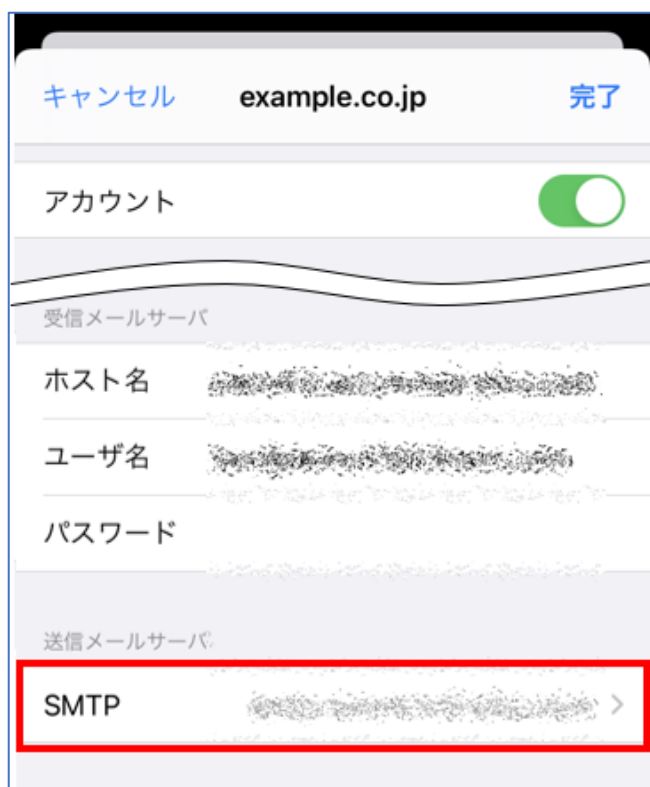 キャンセル example.co.jp 完了
アカウント
受信メールサーバ
ホスト名
ユーザ名
パスワード
送信メールサーバ
SMTP